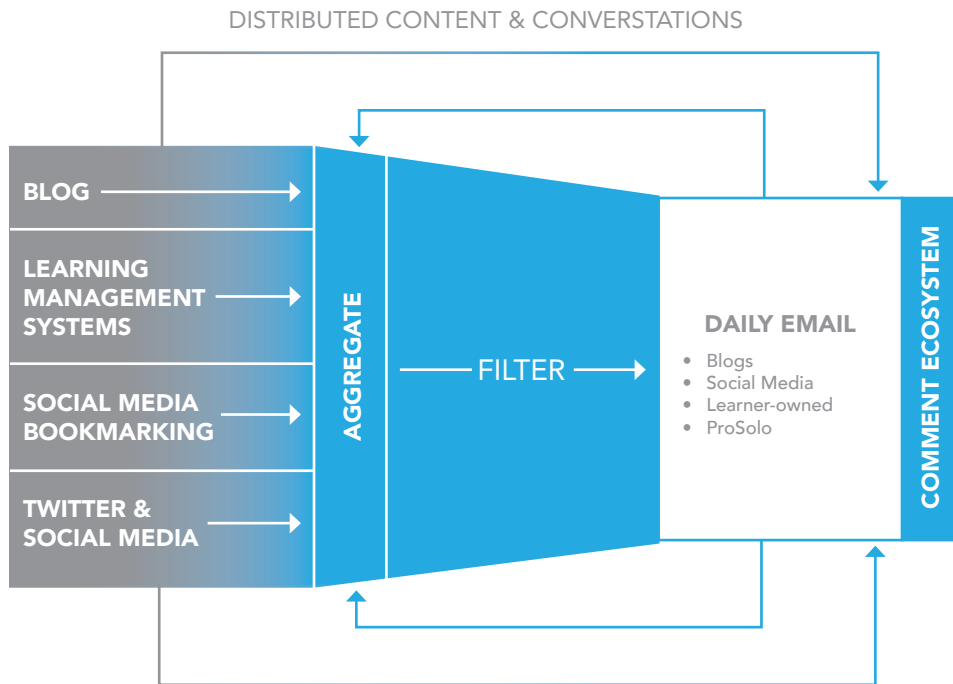 DISTRIBUTED CONTENT & CONVERSTATIONS
BLOG
LEARNING
MANAGEMENT
SYSTEMS
SOCIAL MEDIA
BOOKMARKING
TWITTER &
SOCIAL MEDIA
AGGREGATE
FILTER
DAILY EMAIL
• Blogs
• Social Media
• Learner-owned
• ProSolo
COMMENT ECOSYSTEM